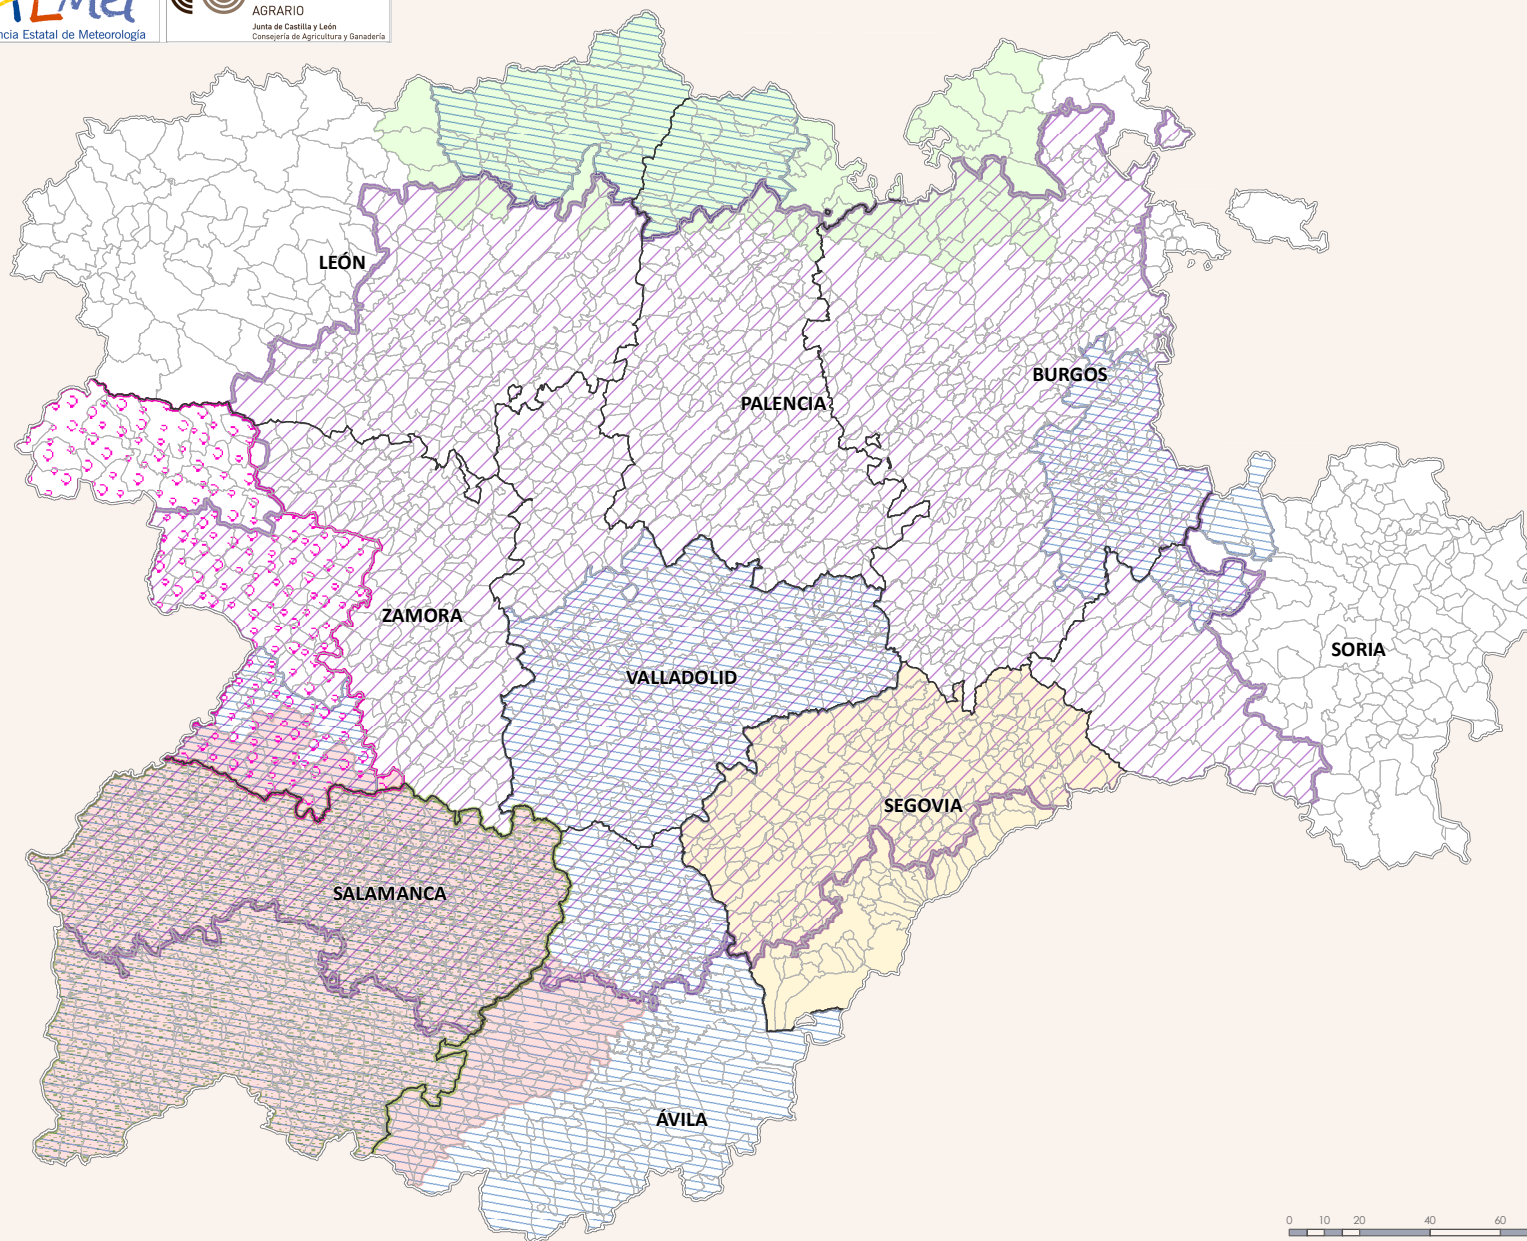 AEmet
ncia Estatal de Meteorología
AGRARIO
Junta de Castilla y León
Consejería de Agricultura y Ganadería
LEÓN
BURGOS
PALENCIA
ZAMORA
SORIA
VALLADOLID
SEGOVIA
SALAMANCA
ÁVILA
0 10 20 40 60